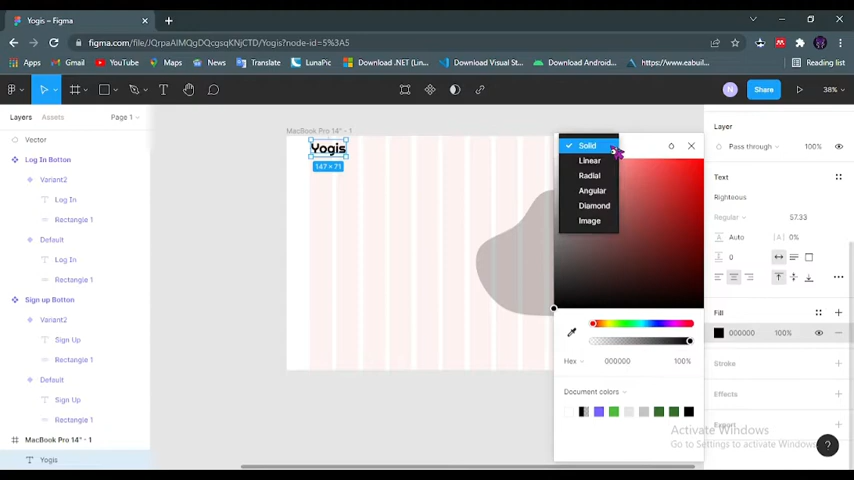 Yogis – Figma
figma.com/file/JQrpaAlMQgDQcgsqKNjCTD/Yogis?node-id=5%3A5
Apps
Gmail
YouTube
Maps
News
Translate
LunaPic
Download .NET (Lin...
Download Visual St...
Download Android...
https://www.eabuil...
Reading list
N
Share
38%
Layers
Assets
Page 1
Vector
Log In Botton
Variant2
Log In
Rectangle 1
Default
Log In
Rectangle 1
Sign up Botton
Variant2
Sign Up
Rectangle 1
Default
Sign Up
Rectangle 1
MacBook Pro 14" - 1
Yogis
MacBook Pro 14" - 1
Yogis
147 × 71
Solid
Linear
Radial
Angular
Diamond
Image
Hex
000000
100%
Document colors
Layer
Pass through
100%
Text
Righteous
Regular
57.33
Auto
0%
0
Fill
000000
100%
Stroke
Effects
Export
Activate Windows
Go to Settings to activate Windows.
?